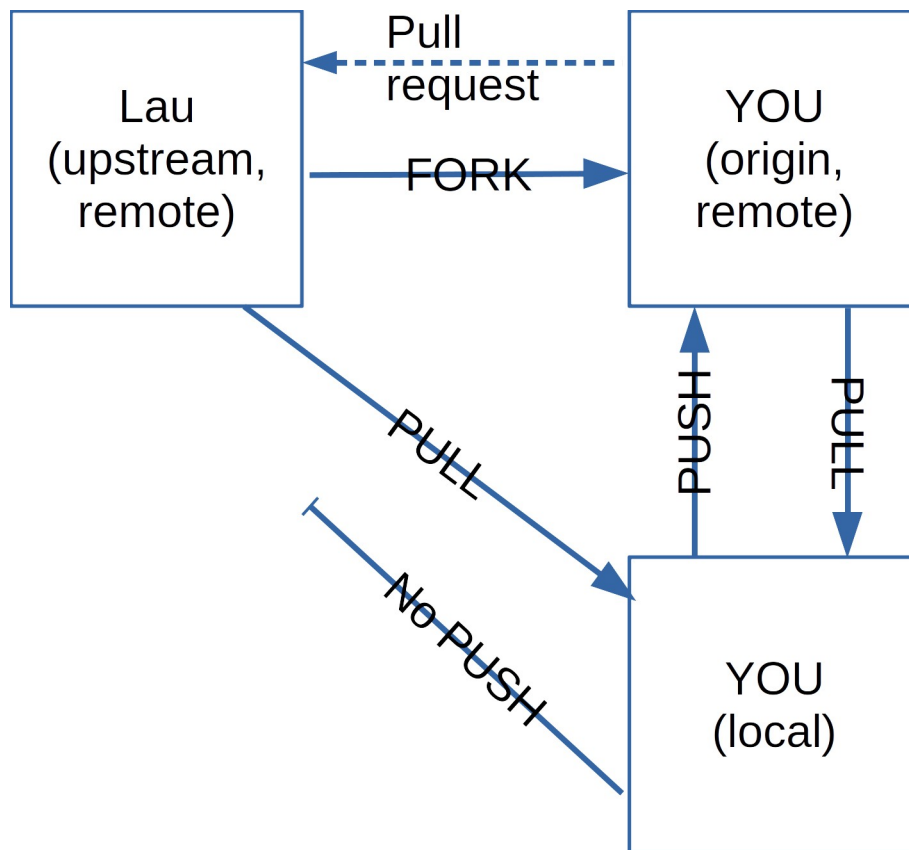 Pull
request
Lau
(upstream,
remote)
FORK
YOU
(origin,
remote)
PULL
No PUSH
PUSH
PULL
YOU
(local)